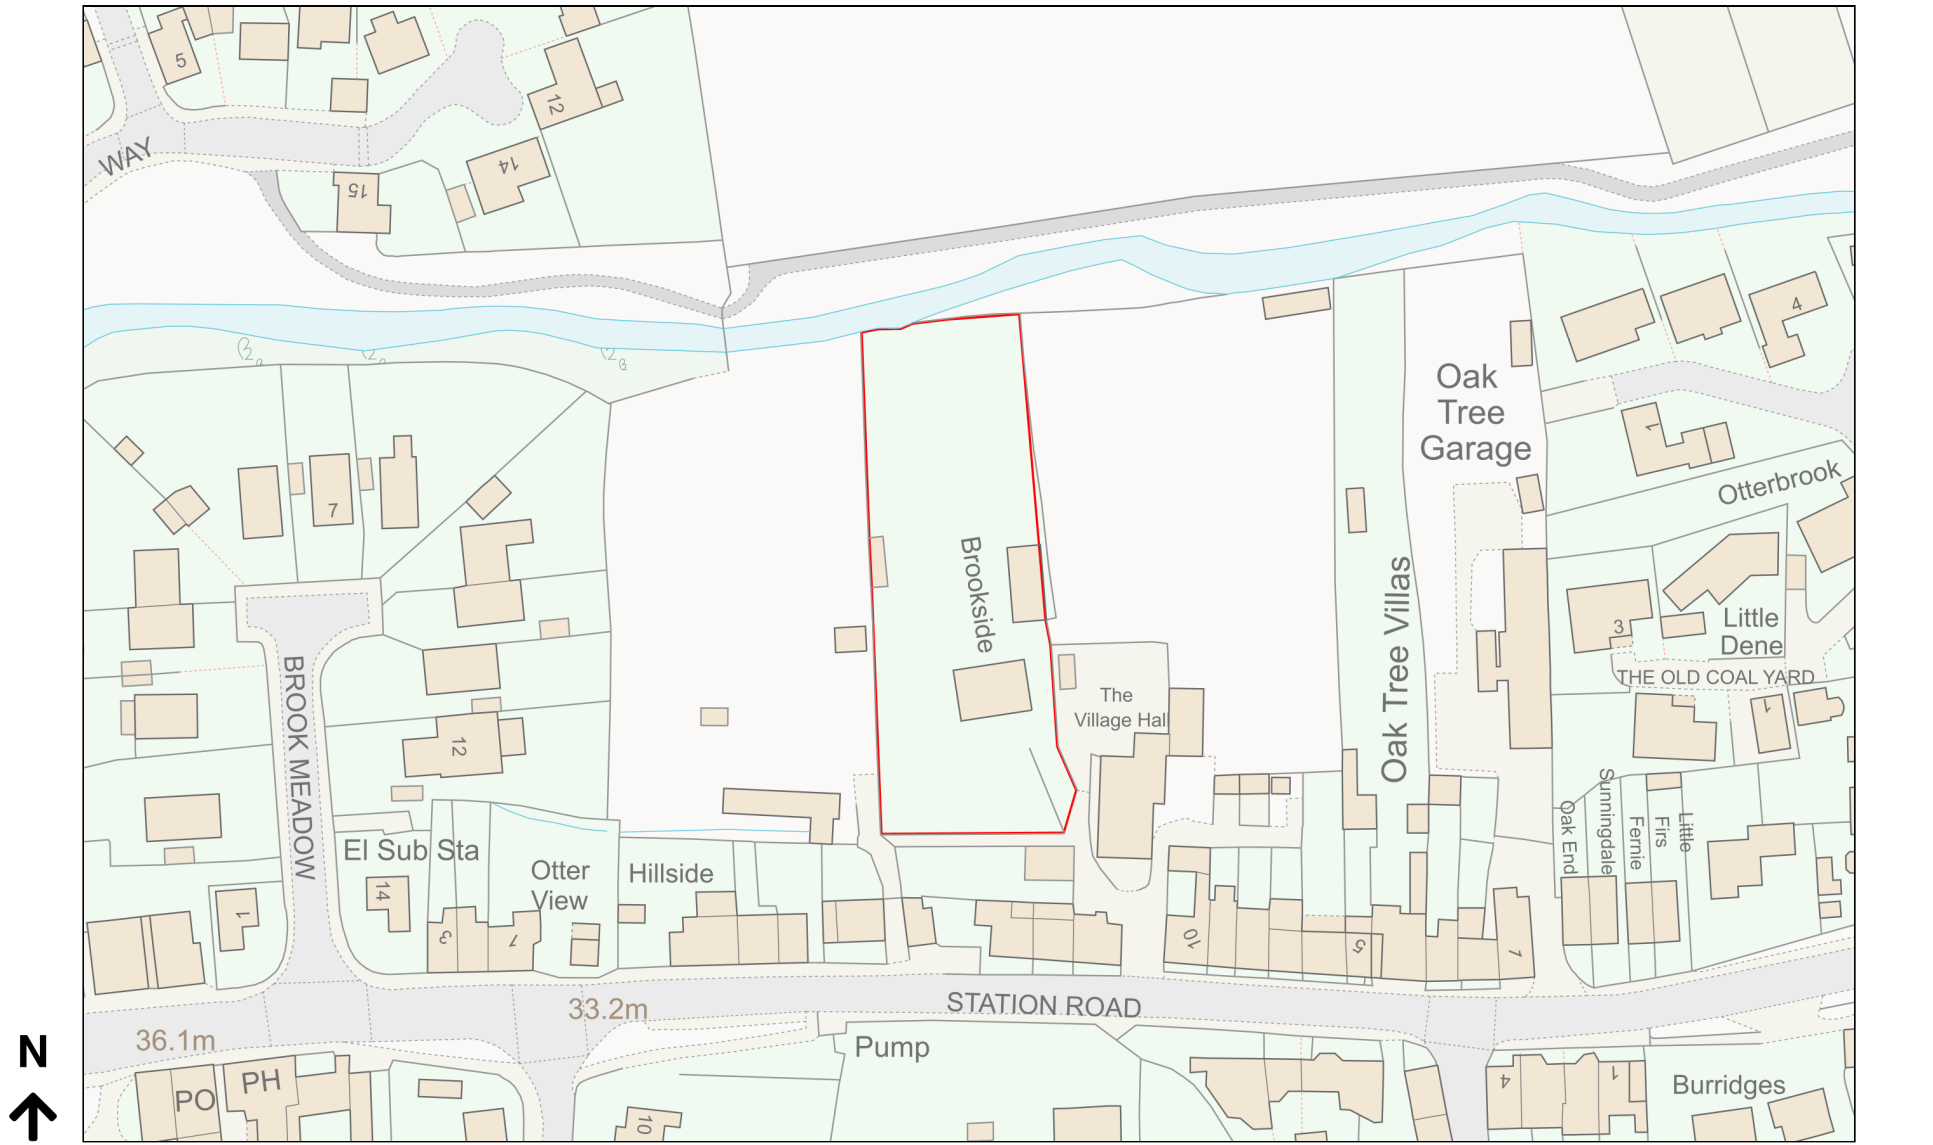 5
12
WAY
14
15
4
Oak
Tree
Garage
1
Otterbrook
7
Brookside
Oak Tree Villas
3
Little
Dene
THE OLD COAL YARD
BROOK MEADOW
The
Village Hall
1
12
El Sub Sta
Otter
View
Hillside
Oak End
Sunningdale
Fernie
Firs
Little
14
1
3
7
10
5
7
STATION ROAD
33.2m
36.1m
Pump
N
PO
PH
10
4
1
Burridges